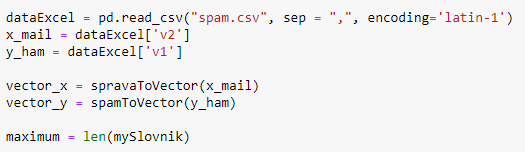 dataExcel = pd.read_csv("spam.csv", sep = ",", encoding='latin-1')
x_mail = dataExcel['v2']
y_ham = dataExcel['v1']
vector_x = spravaToVector(x_mail)
vector_y = spamToVector(y_ham)
maximum = len(mySlovnik)